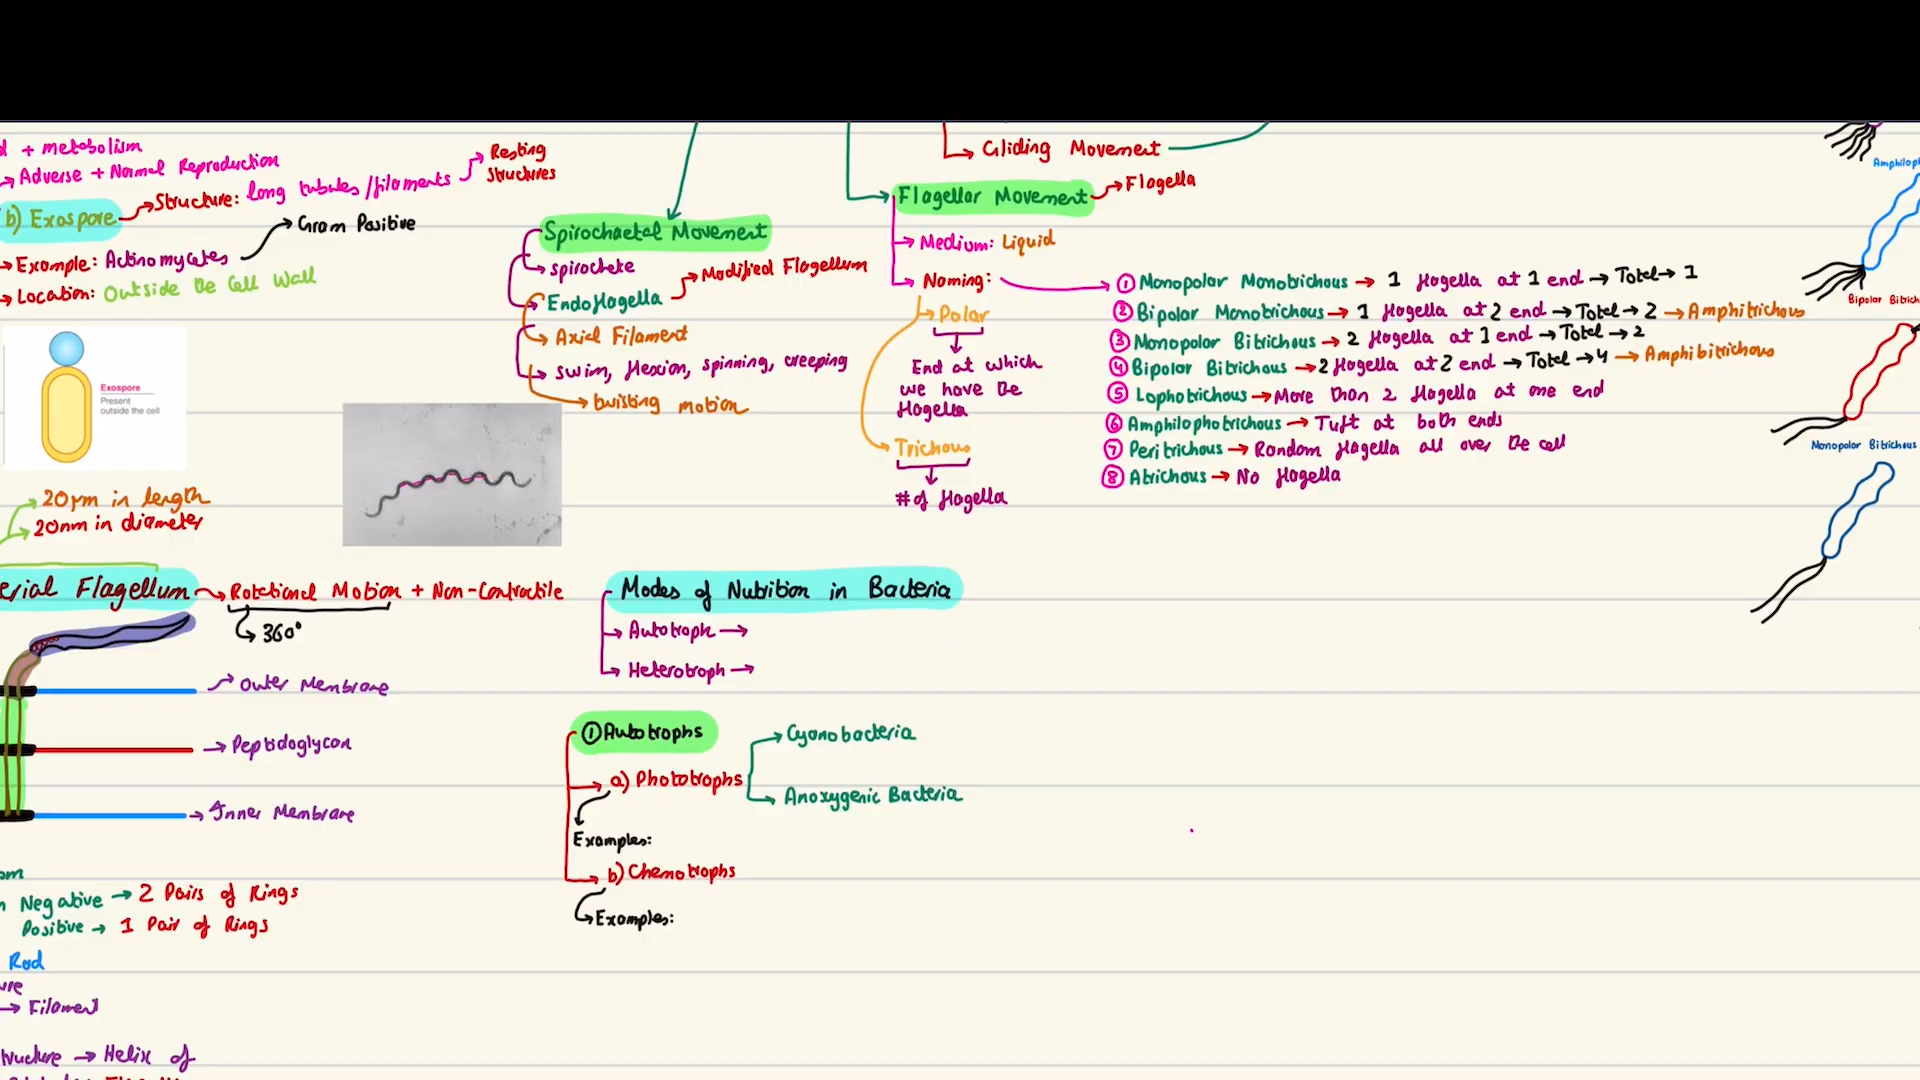 + metabolism
→ Adverse + Normal Reproduction
b) Exospore → Structure: long tubules/filaments → Resting Structures
→ Example: Actinomycetes → Gram Positive
→ Location: Outside the Cell Wall
Exospore
Present
outside the cell
→ 20μm in length
→ 20nm in diameter
erial Flagellum → Rotational Motion + Non-Contractile
→ 360°
→ Outer Membrane
→ Peptidoglycan
→ Inner Membrane
Negative → 2 Pairs of Rings
Positive → 1 Pair of Rings
Rod
→ Filament
tructure → Helix of
Spirochaetal Movement
→ spirochete
→ Endoflagella → Modified Flagellum
→ Axial Filament
→ swim, flexion, spinning, creeping
→ twisting motion
→ Gliding Movement
Flagellar Movement → Flagella
→ Medium: Liquid
→ Naming:
→ Polar
End at which
we have the
flagella
→ Trichous
# of flagella
① Monopolar Monotrichous → 1 flagella at 1 end → Total → 1
② Bipolar Monotrichous → 1 flagella at 2 end → Total → 2 → Amphitrichous
③ Monopolar Bitrichous → 2 flagella at 1 end → Total → 2
④ Bipolar Bitrichous → 2 flagella at 2 end → Total → 4 → Amphibitrichous
⑤ Lophotrichous → More than 2 flagella at one end
⑥ Amphilophotrichous → Tuft at both ends
⑦ Peritrichous → Random flagella all over the cell
⑧ Atrichous → No flagella
Amphiloph
Bipolar Bitrich
Monopolar Bitrichous
Modes of Nutrition in Bacteria
→ Autotroph →
→ Heterotroph →
① Autotrophs
→ a) Phototrophs
→ Cyanobacteria
→ Anoxygenic Bacteria
Examples:
→ b) Chemotrophs
→ Examples: